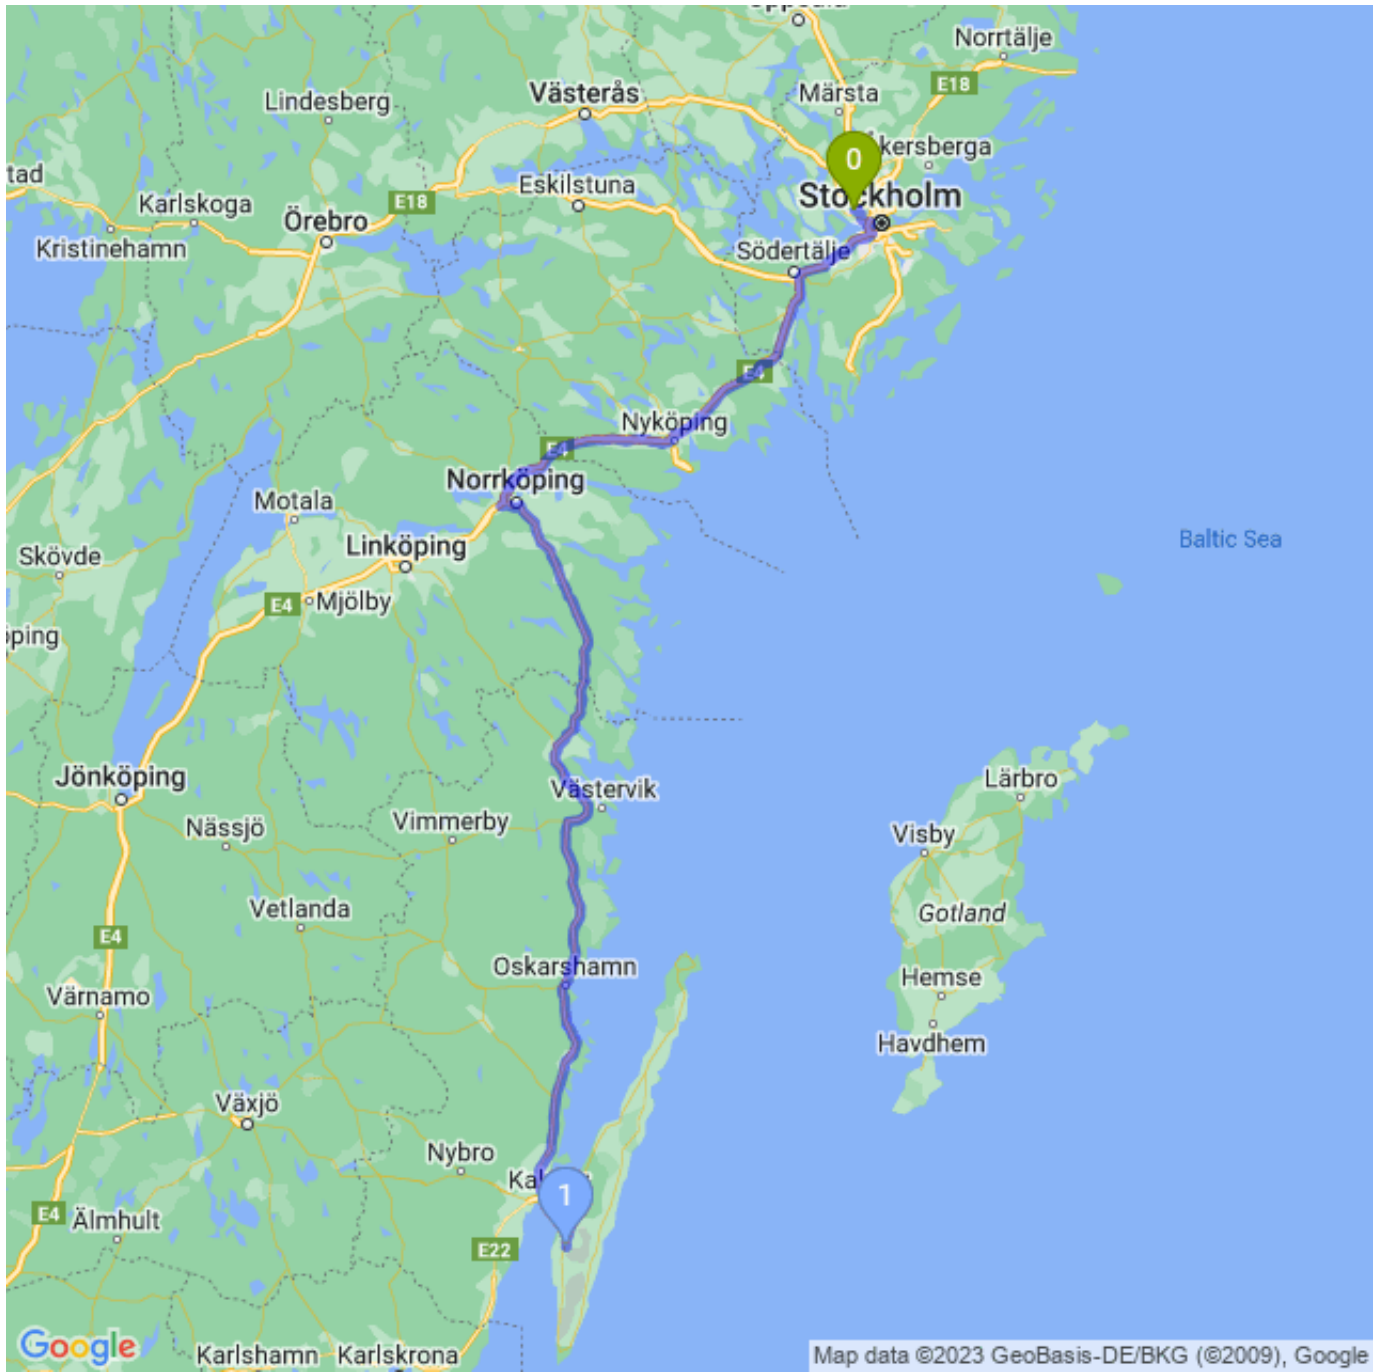 Norrtälje
E18
Västerås
Märsta
Lindesberg
kersberga
0
tad
Eskilstuna
Stockholm
E18
Karlskoga
Örebro
Kristinehamn
Södertälje
E4
Nyköping
E4
Norrköping
Motala
Baltic Sea
Linköping
Skövde
E4
Mjölby
öping
Jönköping
Lärbro
Västervik
Nässjö
Vimmerby
Visby
Vetlanda
Gotland
E4
Oskarshamn
Hemse
Värnamo
Havdhem
Växjö
Nybro
Kal
1
E4
Älmhult
E22
Google
Karlshamn
Karlskrona
Map data ©2023 GeoBasis-DE/BKG (©2009), Google